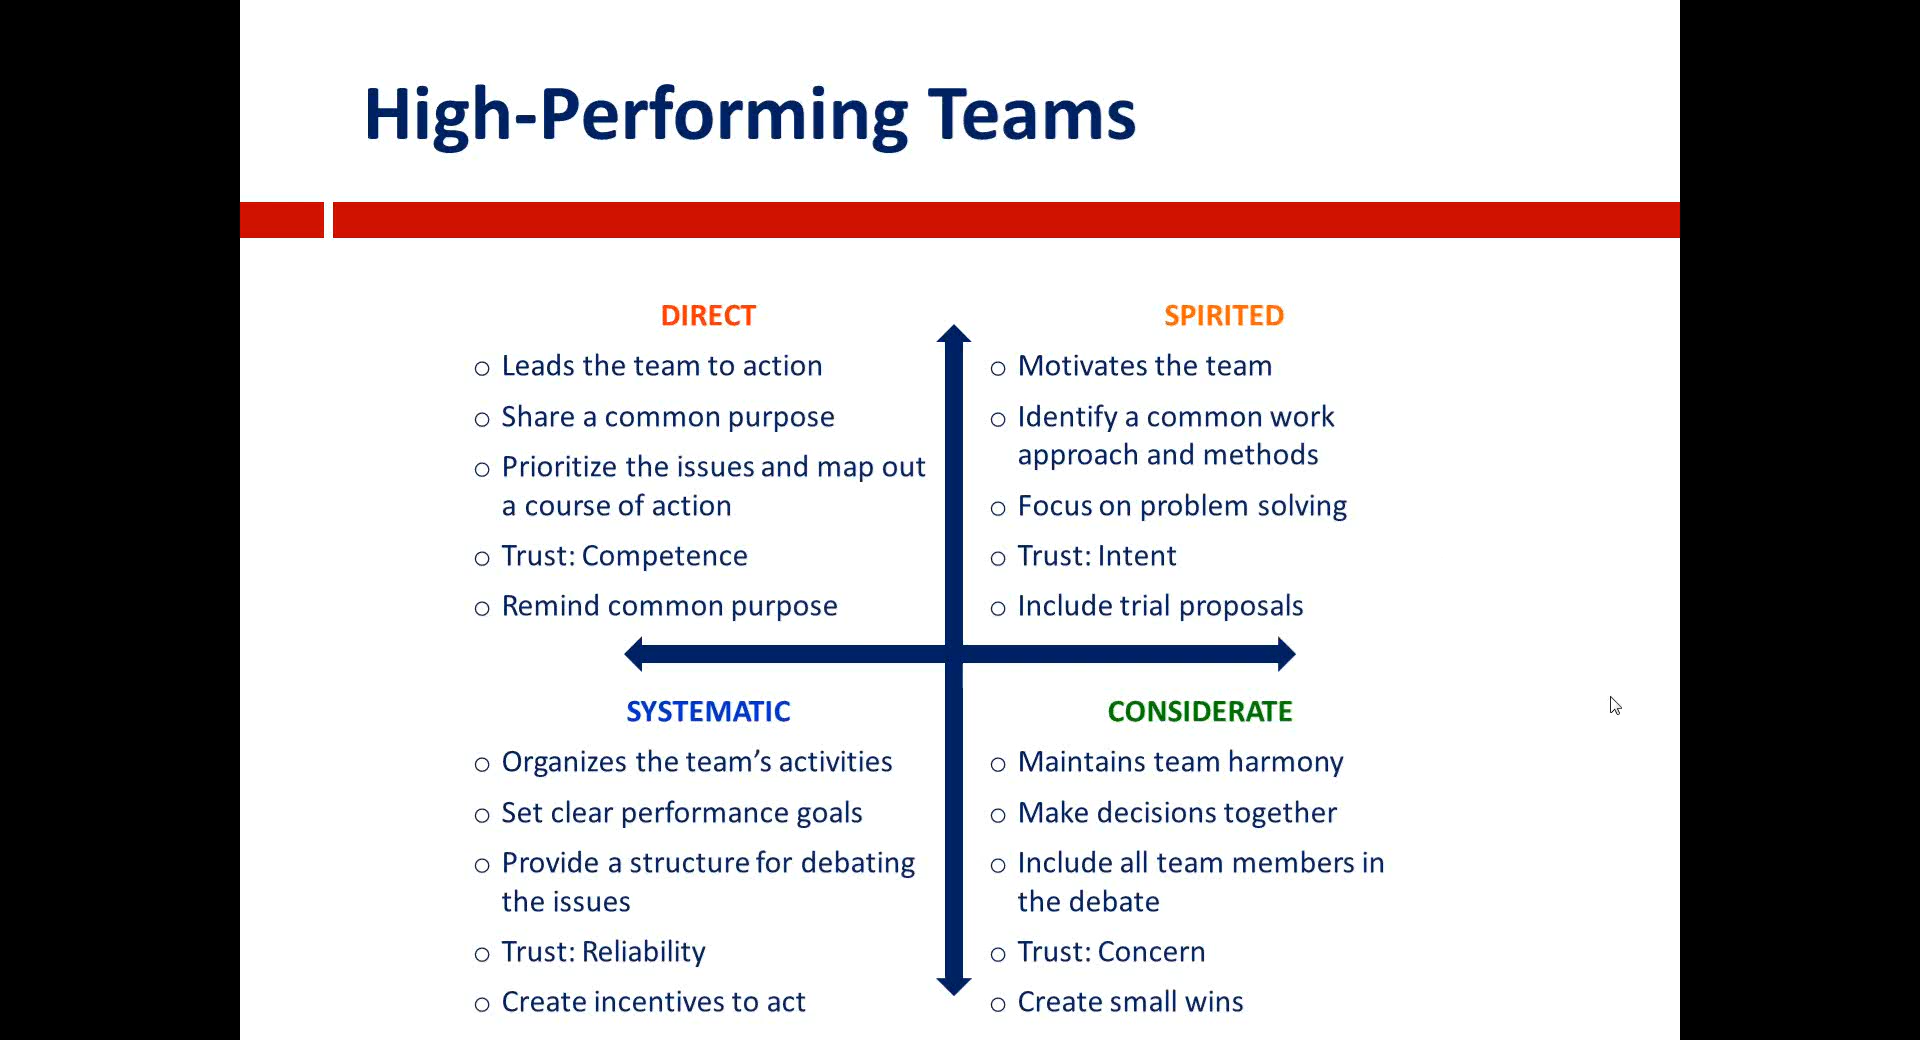 High-Performing Teams
DIRECT
○ Leads the team to action
○ Share a common purpose
○ Prioritize the issues and map out
a course of action
○ Trust: Competence
○ Remind common purpose
SPIRITED
○ Motivates the team
○ Identify a common work
approach and methods
○ Focus on problem solving
○ Trust: Intent
○ Include trial proposals
SYSTEMATIC
○ Organizes the team’s activities
○ Set clear performance goals
○ Provide a structure for debating
the issues
○ Trust: Reliability
○ Create incentives to act
CONSIDERATE
○ Maintains team harmony
○ Make decisions together
○ Include all team members in
the debate
○ Trust: Concern
○ Create small wins